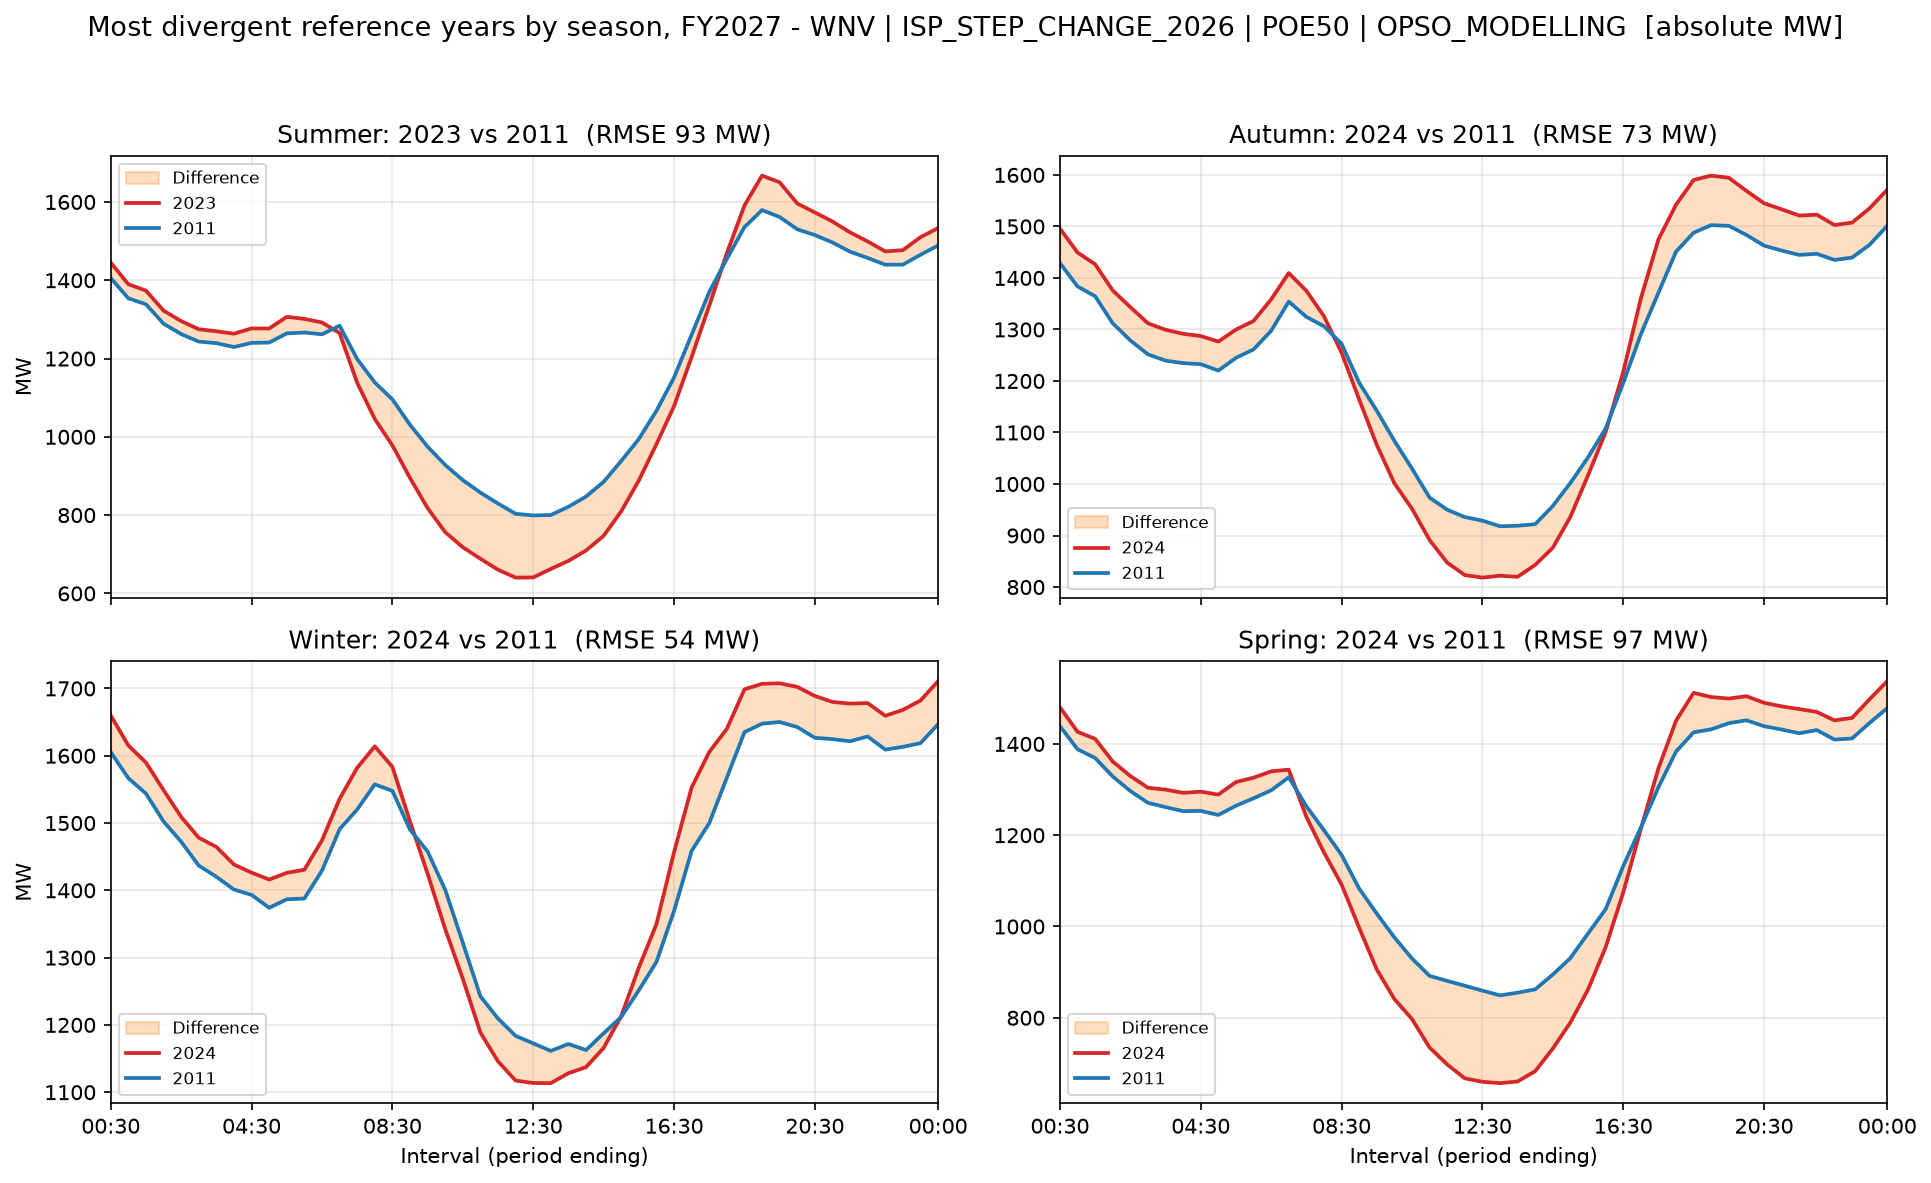 Most divergent reference years by season, FY2027 - WNV | ISP_STEP_CHANGE_2026 | POE50 | OPSO_MODELLING  [absolute MW]
Summer: 2023 vs 2011  (RMSE 93 MW)
Difference
2023
2011
1600
1400
1200
1000
800
600
MW
Autumn: 2024 vs 2011  (RMSE 73 MW)
1600
1500
1400
1300
1200
1100
1000
900
800
Difference
2024
2011
Winter: 2024 vs 2011  (RMSE 54 MW)
1700
1600
1500
1400
1300
1200
1100
MW
Difference
2024
2011
00:30 04:30 08:30 12:30 16:30 20:30 00:00
Interval (period ending)
Spring: 2024 vs 2011  (RMSE 97 MW)
1400
1200
1000
800
Difference
2024
2011
00:30 04:30 08:30 12:30 16:30 20:30 00:00
Interval (period ending)